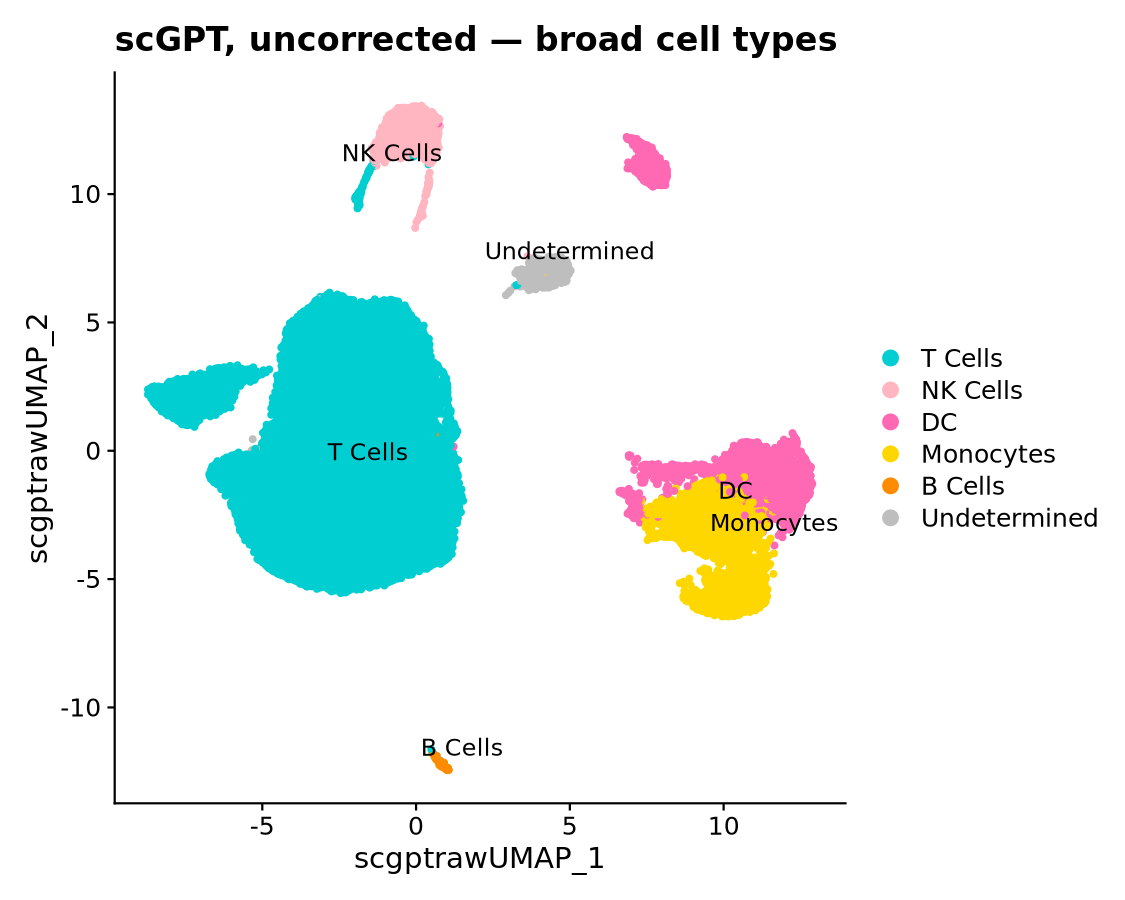 scGPT, uncorrected — broad cell types
NK Cells
Undetermined
T Cells
DC
Monocytes
B Cells
10
5
0
-5
-10
scgptrawUMAP_2
-5
0
5
10
scgptrawUMAP_1
T Cells
NK Cells
DC
Monocytes
B Cells
Undetermined